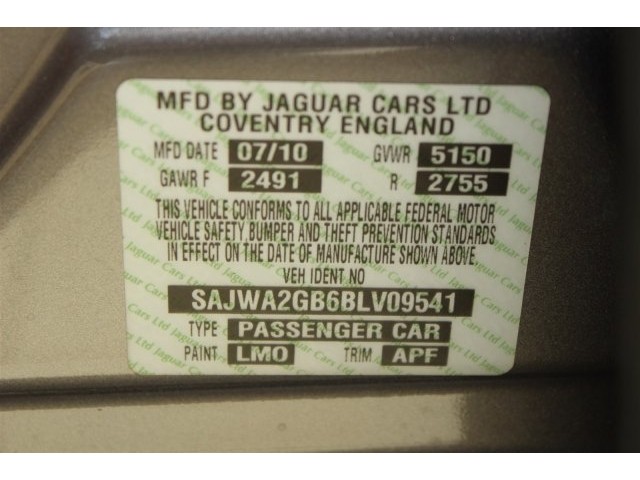 MFD BY JAGUAR CARS LTD
COVENTRY ENGLAND
MFD DATE 07/10 GVWR 5150
GAWR F 2491 R 2755
THIS VEHICLE CONFORMS TO ALL APPLICABLE FEDERAL MOTOR
VEHICLE SAFETY BUMPER AND THEFT PREVENTION STANDARDS
IN EFFECT ON THE DATE OF MANUFACTURE SHOWN ABOVE.
VEH IDENT NO
SAJWA2GB6BLV09541
TYPE PASSENGER CAR
PAINT LMO TRIM APF